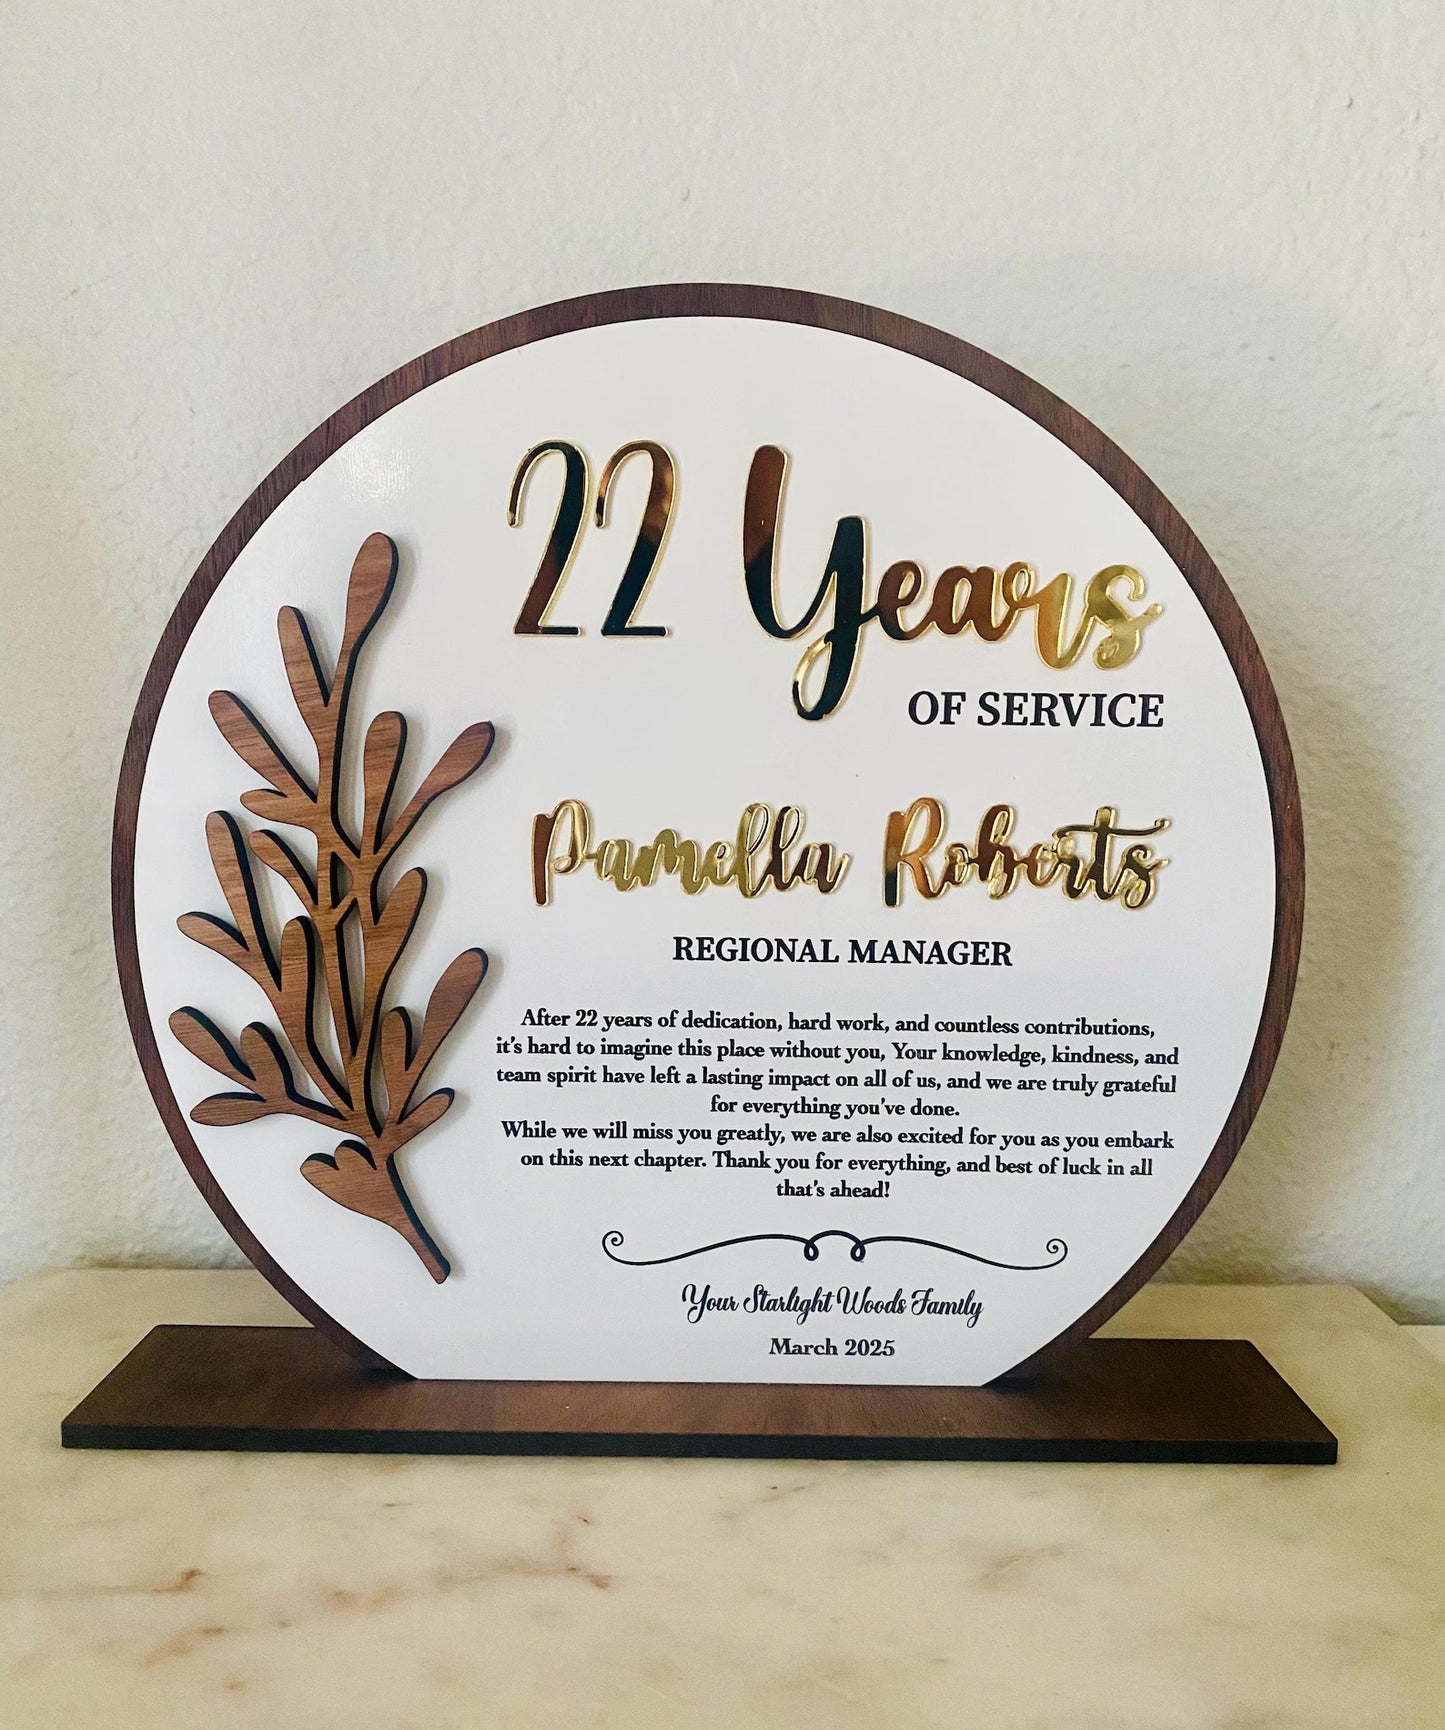 22 Years
OF SERVICE
Pamella Roberts
REGIONAL MANAGER
After 22 years of dedication, hard work, and countless contributions,
it's hard to imagine this place without you, Your knowledge, kindness, and
team spirit have left a lasting impact on all of us, and we are truly grateful
for everything you've done.
While we will miss you greatly, we are also excited for you as you embark
on this next chapter. Thank you for everything, and best of luck in all
that's ahead!
Your Starlight Woods Family
March 2025